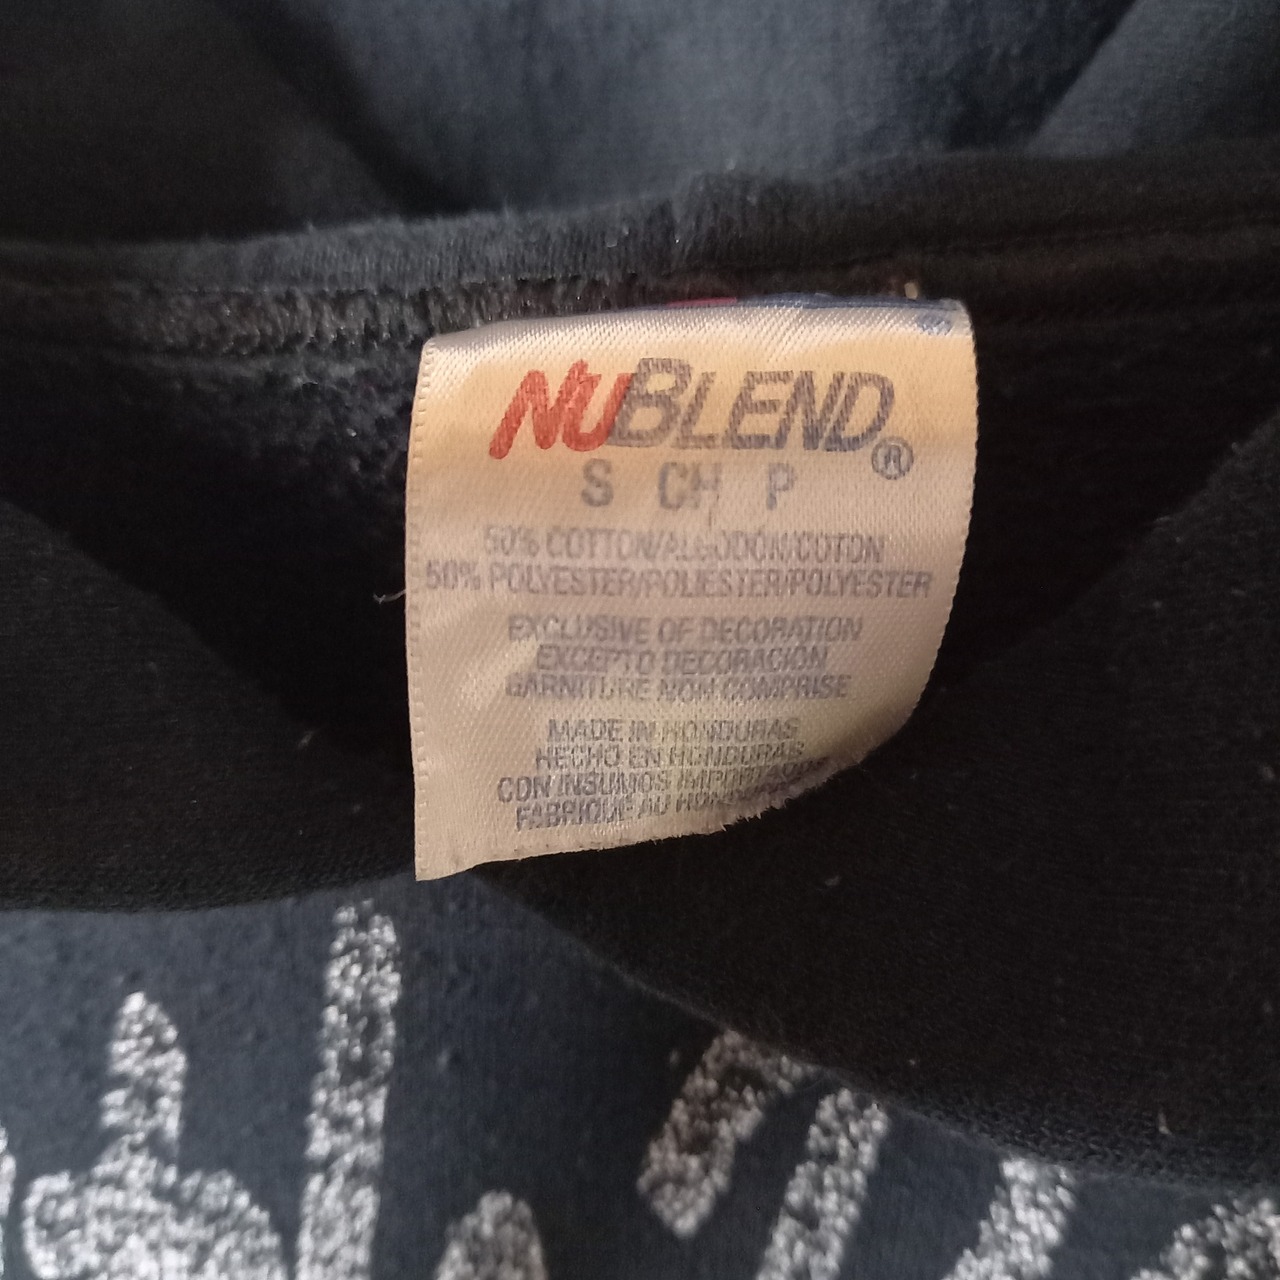 NUBLEND®
S CH P
50% COTTON/ALGODÓN/COTON
50% POLYESTER/POLIESTER/POLYESTER
EXCLUSIVE OF DECORATION
EXCEPTO DECORACIÓN
GARNITURE NON COMPRISE
MADE IN HONDURAS
HECHO EN HONDURAS
CON INSUMOS IMPORTADOS
FABRIQUÉ AU HONDURAS